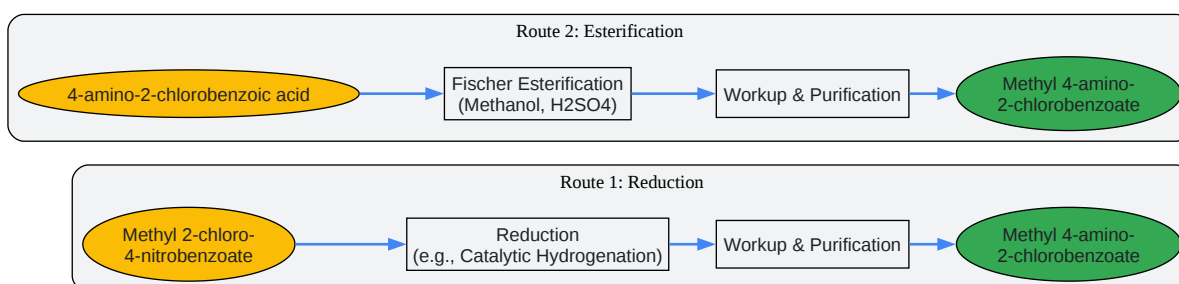 Route 2: Esterification
4-amino-2-chlorobenzoic acid
Fischer Esterification
(Methanol, H2SO4)
Workup & Purification
Methyl 4-amino-
2-chlorobenzoate
Route 1: Reduction
Methyl 2-chloro-
4-nitrobenzoate
Reduction
(e.g., Catalytic Hydrogenation)
Workup & Purification
Methyl 4-amino-
2-chlorobenzoate